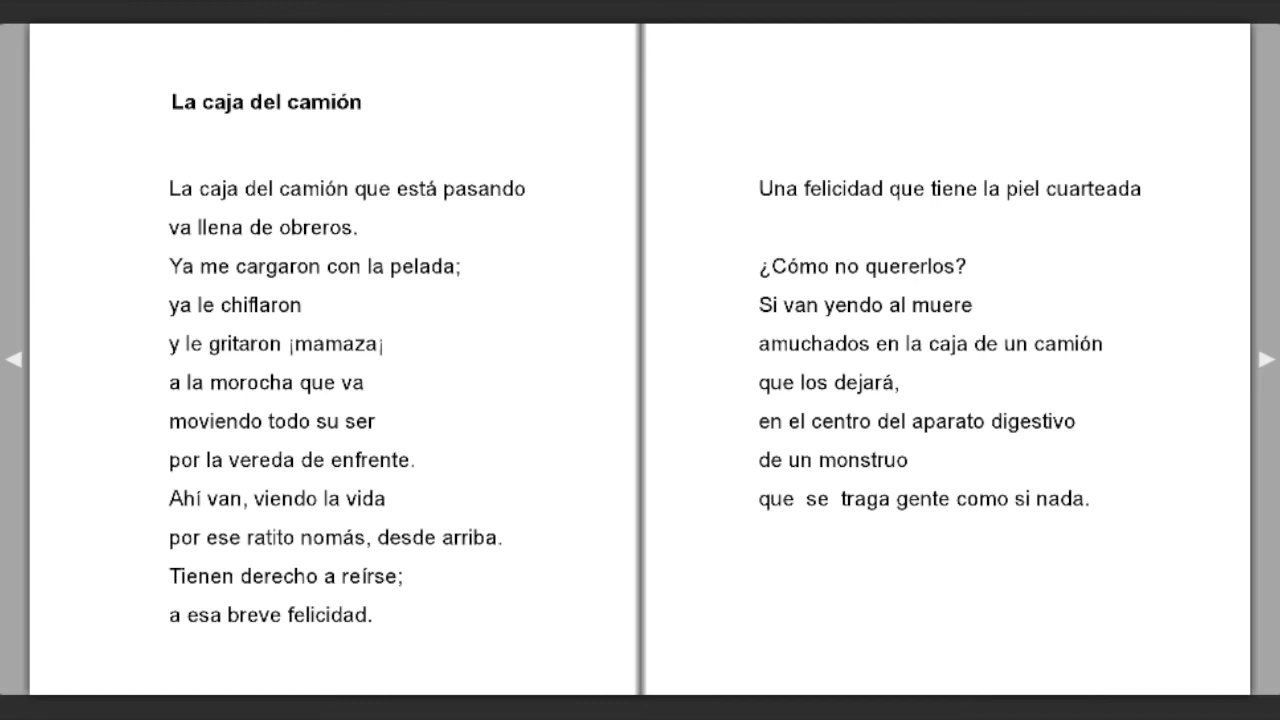 La caja del camión
La caja del camión que está pasando
va llena de obreros.
Ya me cargaron con la pelada;
ya le chiflaron
y le gritaron ¡mamaza¡
a la morocha que va
moviendo todo su ser
por la vereda de enfrente.
Ahí van, viendo la vida
por ese ratito nomás, desde arriba.
Tienen derecho a reírse;
a esa breve felicidad.
Una felicidad que tiene la piel cuarteada
¿Cómo no quererlos?
Si van yendo al muere
amuchados en la caja de un camión
que los dejará,
en el centro del aparato digestivo
de un monstruo
que se traga gente como si nada.